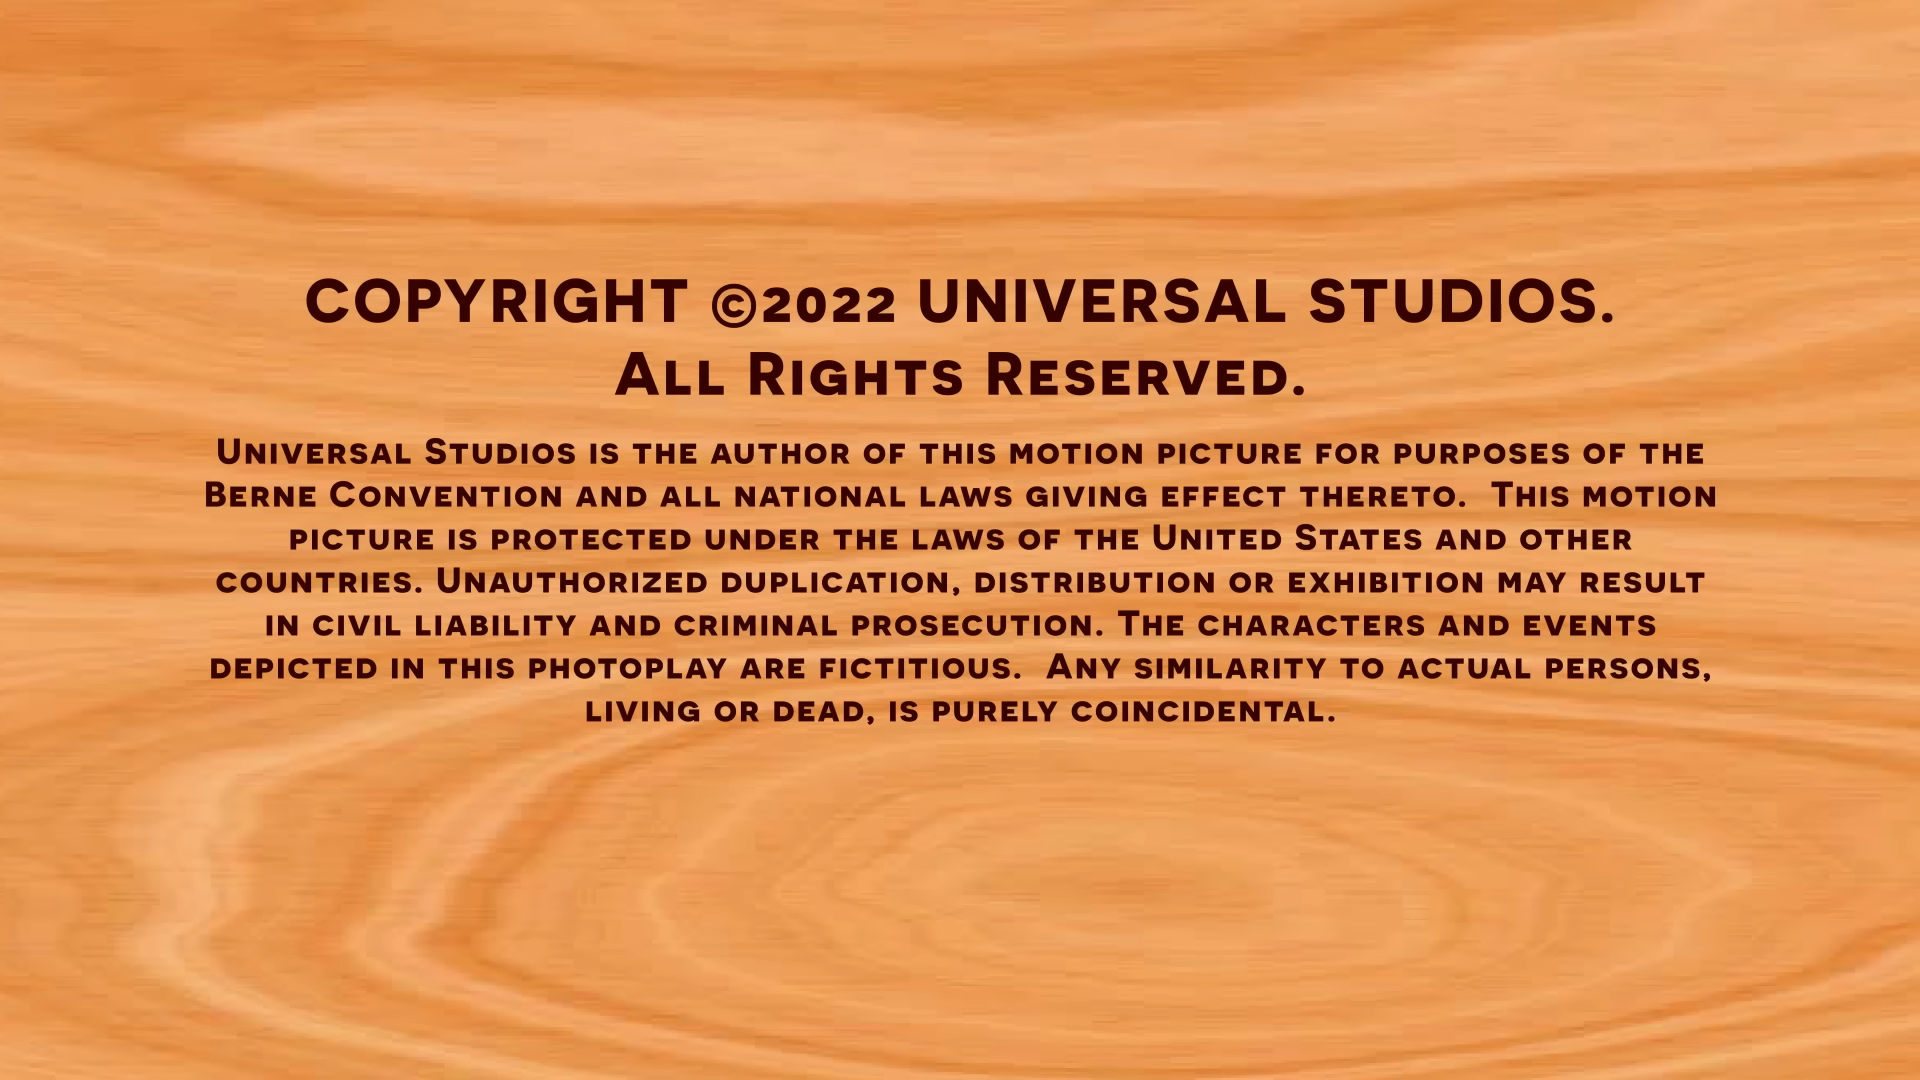 COPYRIGHT ©2022 UNIVERSAL STUDIOS.
All Rights Reserved.
Universal Studios is the author of this motion picture for purposes of the
Berne Convention and all national laws giving effect thereto.  This motion
picture is protected under the laws of the United States and other
countries. Unauthorized duplication, distribution or exhibition may result
in civil liability and criminal prosecution. The characters and events
depicted in this photoplay are fictitious.  Any similarity to actual persons,
living or dead, is purely coincidental.